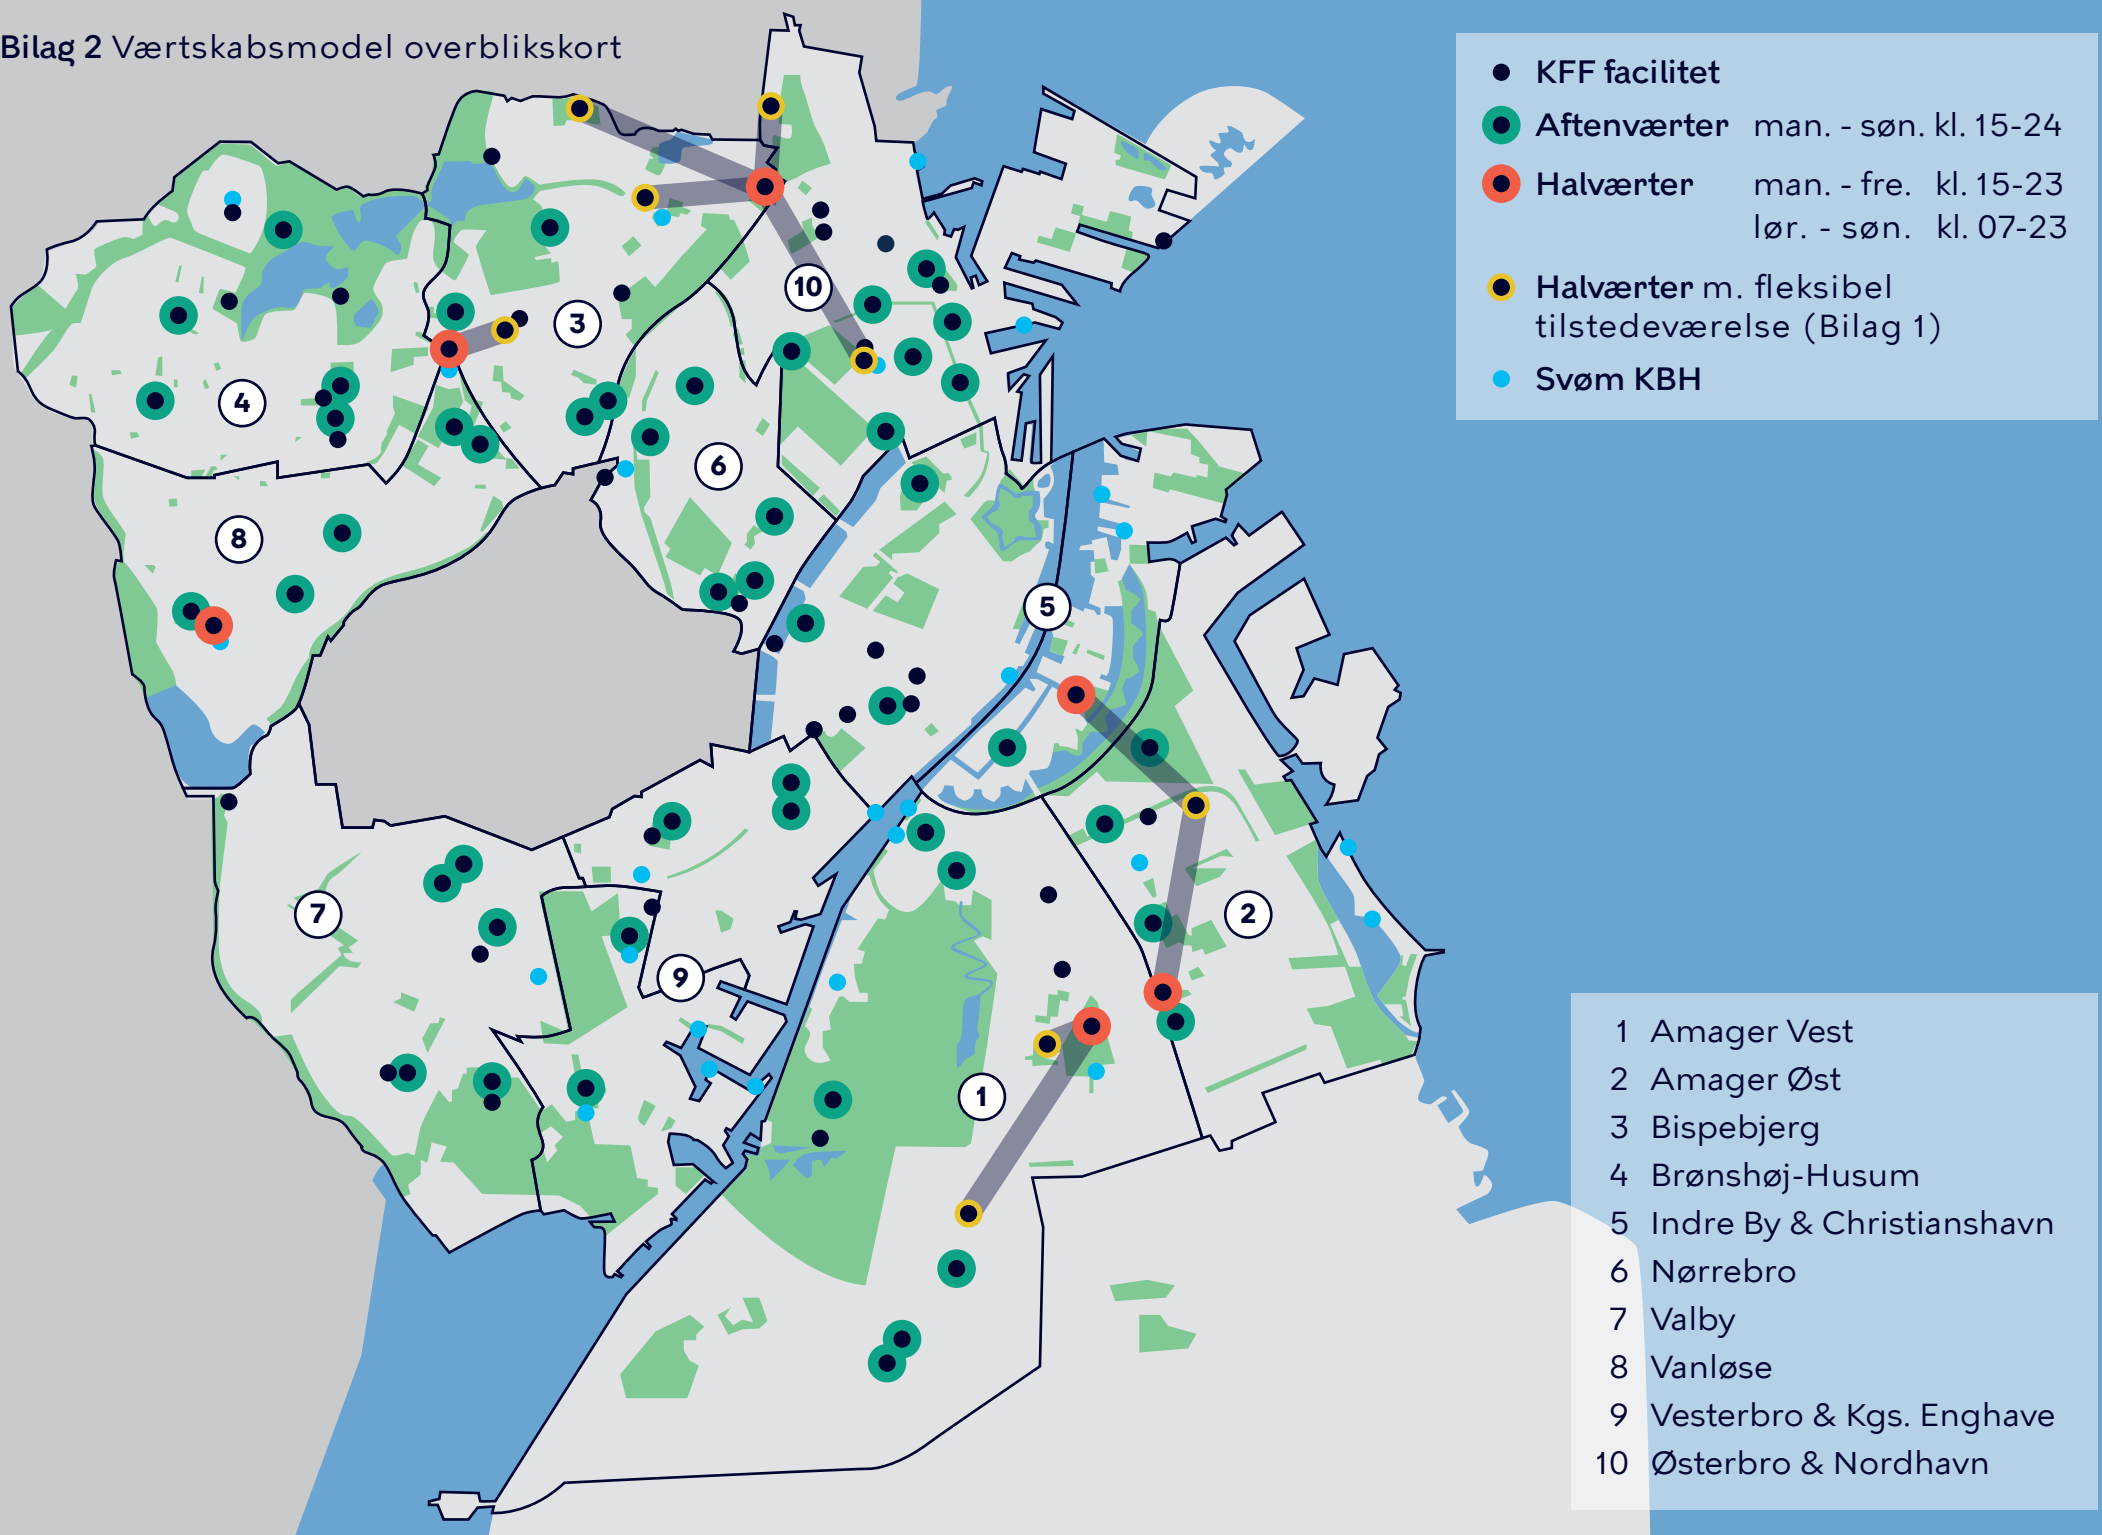 Bilag 2 Værtskabsmodel overblikskort
KFF facilitet
Aftenværter man. - søn. kl. 15-24
Halværter man. - fre. kl. 15-23
lør. - søn. kl. 07-23
Halværter m. fleksibel
tilstedeværelse (Bilag 1)
Svøm KBH
10
3
4
6
8
5
7
2
9
1
1 Amager Vest
2 Amager Øst
3 Bispebjerg
4 Brønshøj-Husum
5 Indre By & Christianshavn
6 Nørrebro
7 Valby
8 Vanløse
9 Vesterbro & Kgs. Enghave
10 Østerbro & Nordhavn